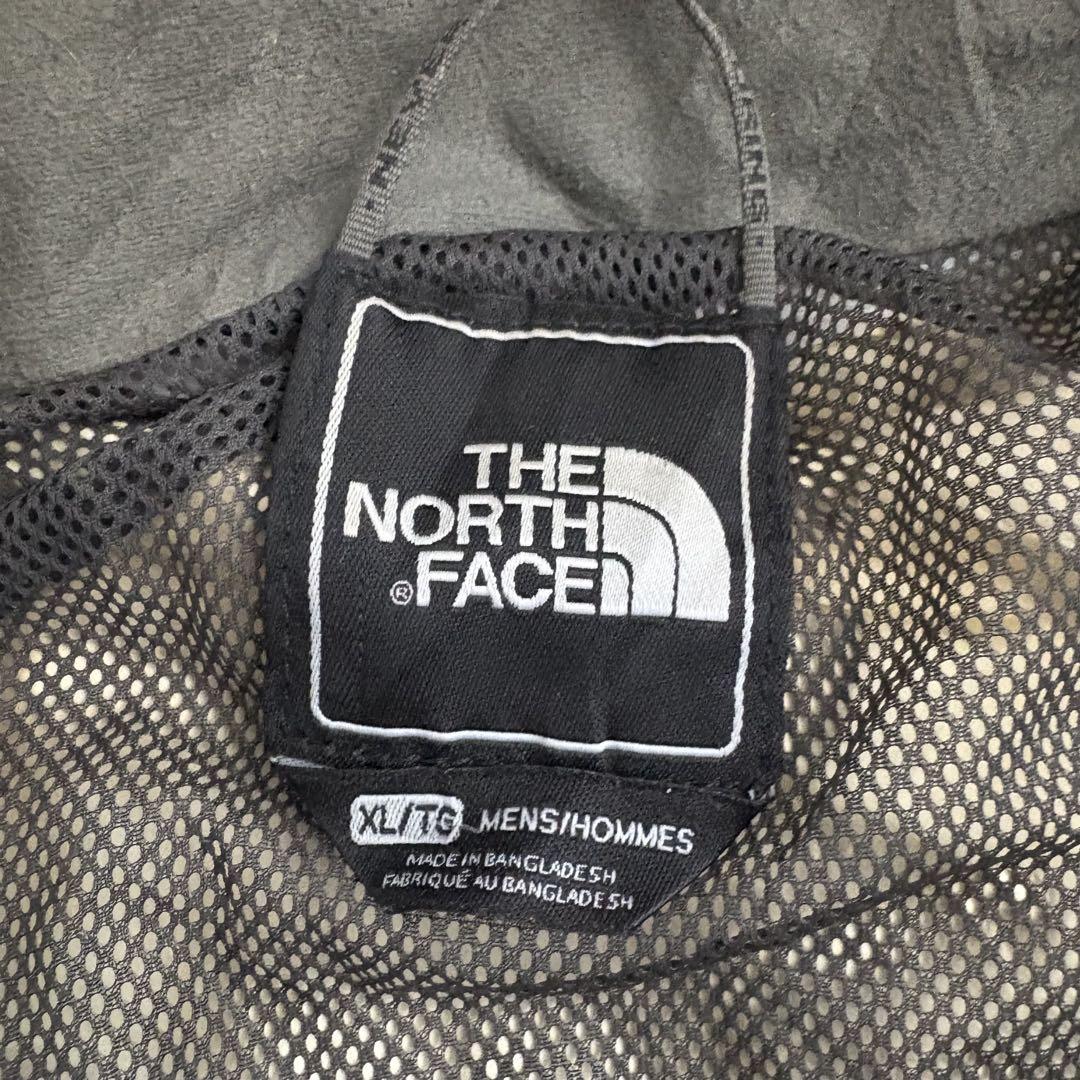 THE
NORTH
® FACE
XL/TG MENS/HOMMES
MADE IN BANGLADESH
FABRIQUÉ AU BANGLADESH